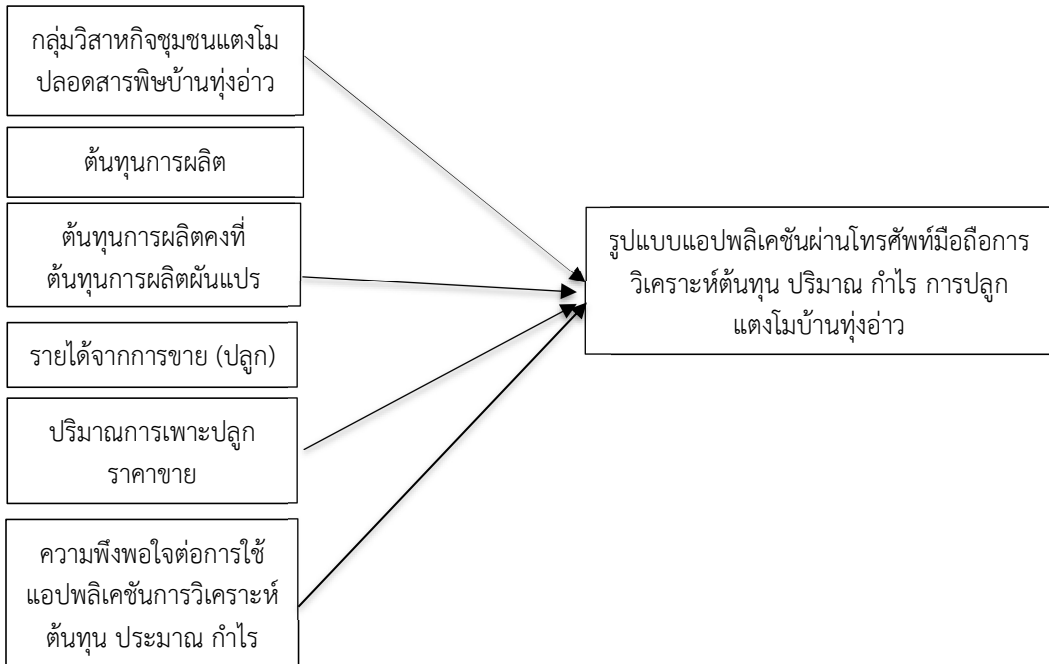 กลุ่มวิสาหกิจชุมชนแตงโม
ปลอดสารพิษบ้านทุ่งอ่าว
ต้นทุนการผลิต
ต้นทุนการผลิตคงที่
ต้นทุนการผลิตผันแปร
รายได้จากการขาย (ปลูก)
ปริมาณการเพาะปลูก
ราคาขาย
ความพึงพอใจต่อการใช้
แอปพลิเคชันการวิเคราะห์
ต้นทุน ประมาณ กำไร
รูปแบบแอปพลิเคชันผ่านโทรศัพท์มือถือการ
วิเคราะห์ต้นทุน ปริมาณ กำไร การปลูก
แตงโมบ้านทุ่งอ่าว